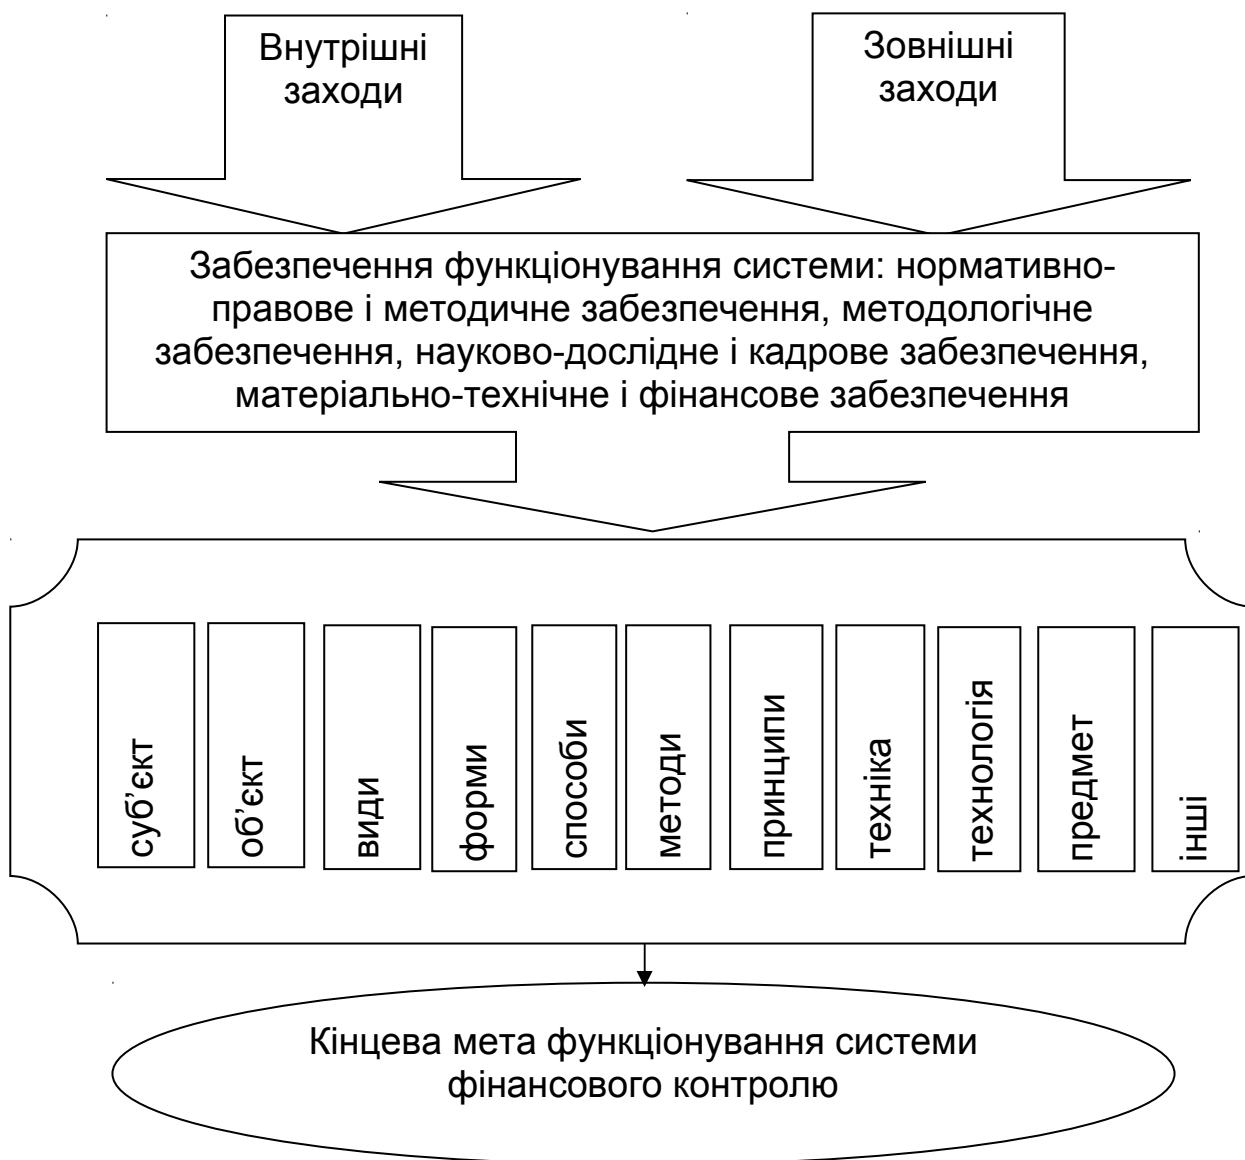 Внутрішні
заходи
Зовнішні
заходи
Забезпечення функціонування системи: нормативно-
правове і методичне забезпечення, методологічне
забезпечення, науково-дослідне і кадрове забезпечення,
матеріально-технічне і фінансове забезпечення
суб’єкт
об’єкт
види
форми
способи
методи
принципи
техніка
технологія
предмет
інші
Кінцева мета функціонування системи
фінансового контролю